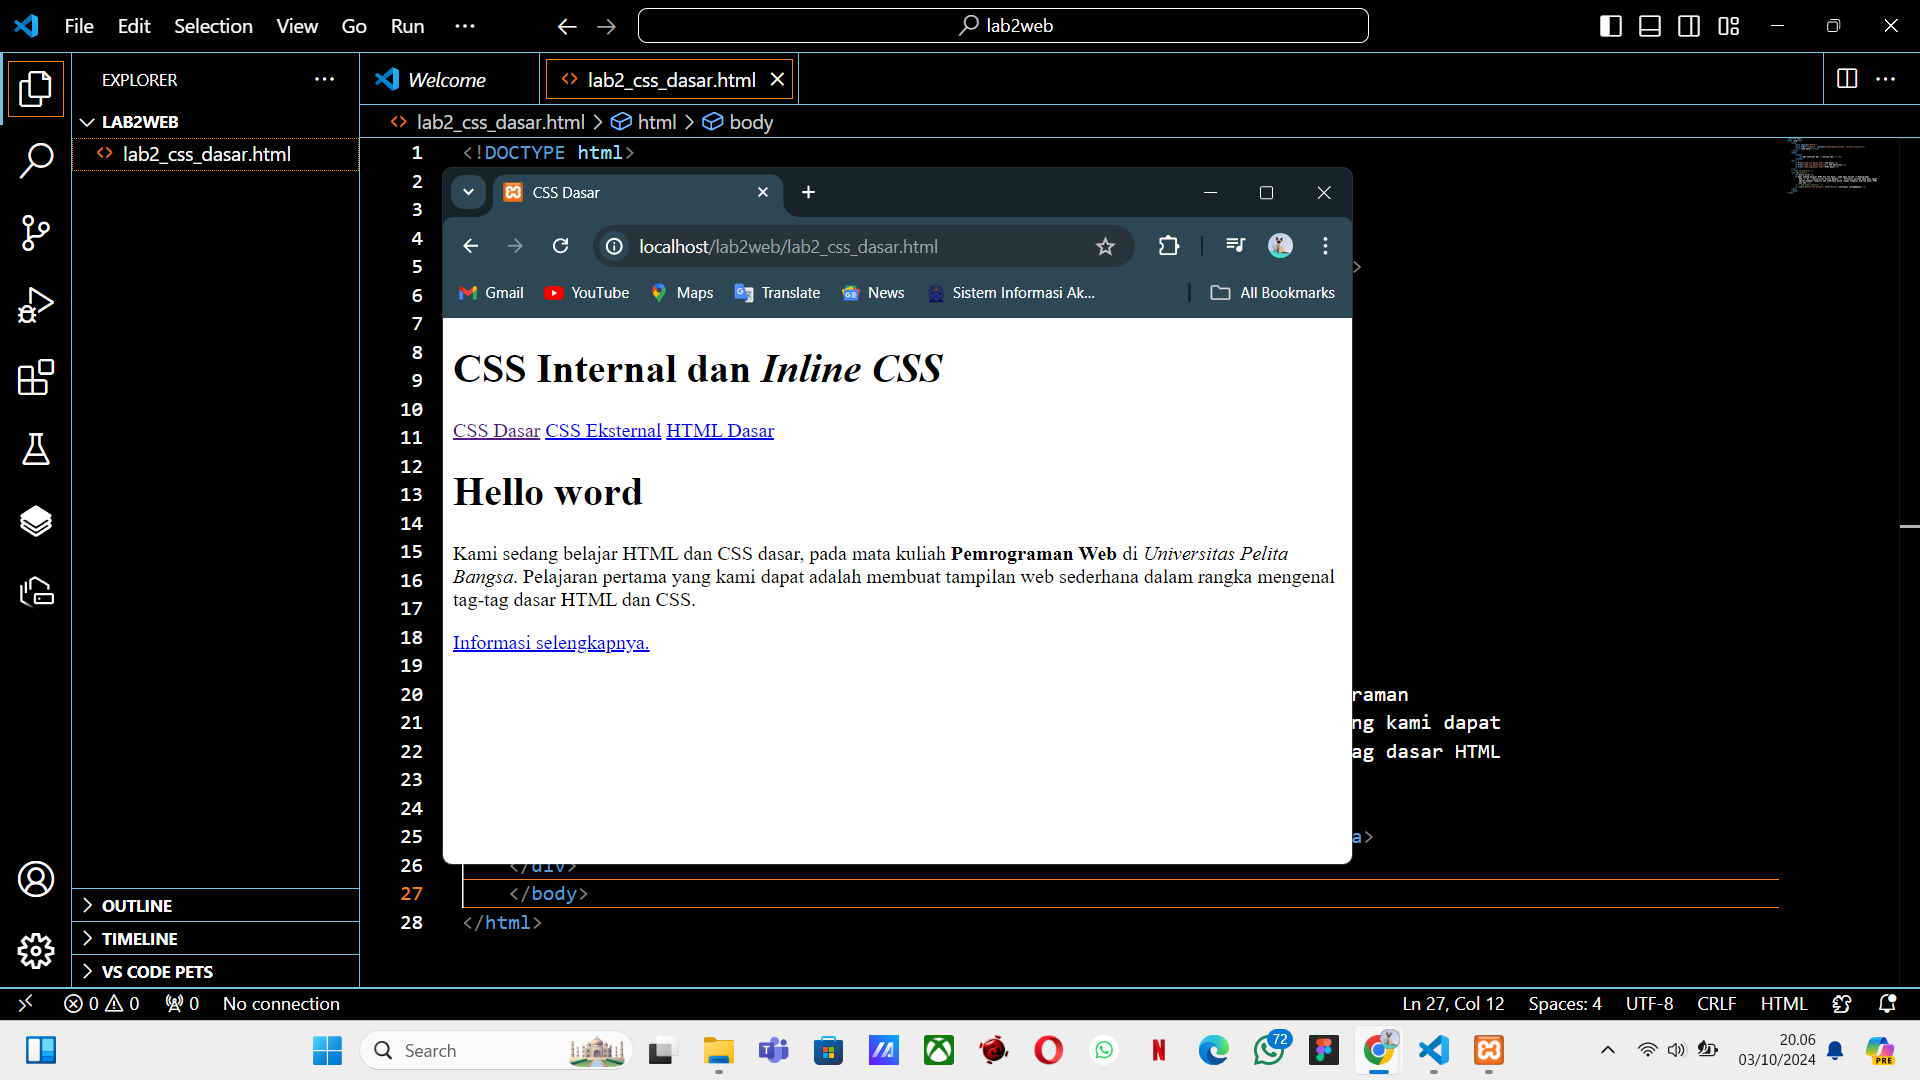 File Edit Selection View Go Run ···
lab2web
EXPLORER
LAB2WEB
lab2_css_dasar.html
Welcome
lab2_css_dasar.html
lab2_css_dasar.html > html > body
1 <!DOCTYPE html>
2
3
4
5 >
6
7
8
9
10
11
12
13
14
15
16
17
18
19
20 raman
21 ng kami dapat
22 ag dasar HTML
23
24
25 a>
26 </div>
27 </body>
28 </html>
CSS Dasar
localhost/lab2web/lab2_css_dasar.html
Gmail YouTube Maps Translate News Sistem Informasi Ak... All Bookmarks
CSS Internal dan Inline CSS
CSS Dasar CSS Eksternal HTML Dasar
Hello word
Kami sedang belajar HTML dan CSS dasar, pada mata kuliah Pemrograman Web di Universitas Pelita
Bangsa. Pelajaran pertama yang kami dapat adalah membuat tampilan web sederhana dalam rangka mengenal
tag-tag dasar HTML dan CSS.
Informasi selengkapnya.
OUTLINE
TIMELINE
VS CODE PETS
0 0 0 No connection
Ln 27, Col 12 Spaces: 4 UTF-8 CRLF HTML
Search
72
20.06
03/10/2024
PRE